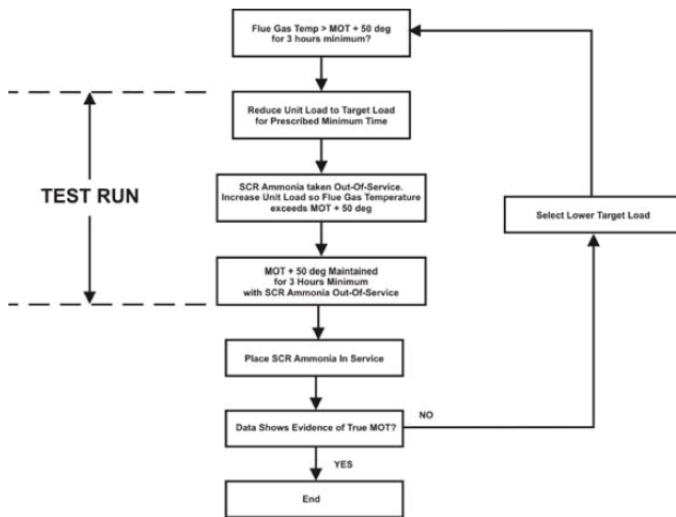 Flue Gas Temp > MOT + 50 deg
for 3 hours minimum?
Reduce Unit Load to Target Load
for Prescribed Minimum Time
TEST RUN
SCR Ammonia taken Out-Of-Service.
Increase Unit Load so Flue Gas Temperature
exceeds MOT + 50 deg
Select Lower Target Load
MOT + 50 deg Maintained
for 3 Hours Minimum
with SCR Ammonia Out-Of-Service
Place SCR Ammonia In Service
Data Shows Evidence of True MOT?
NO
YES
End